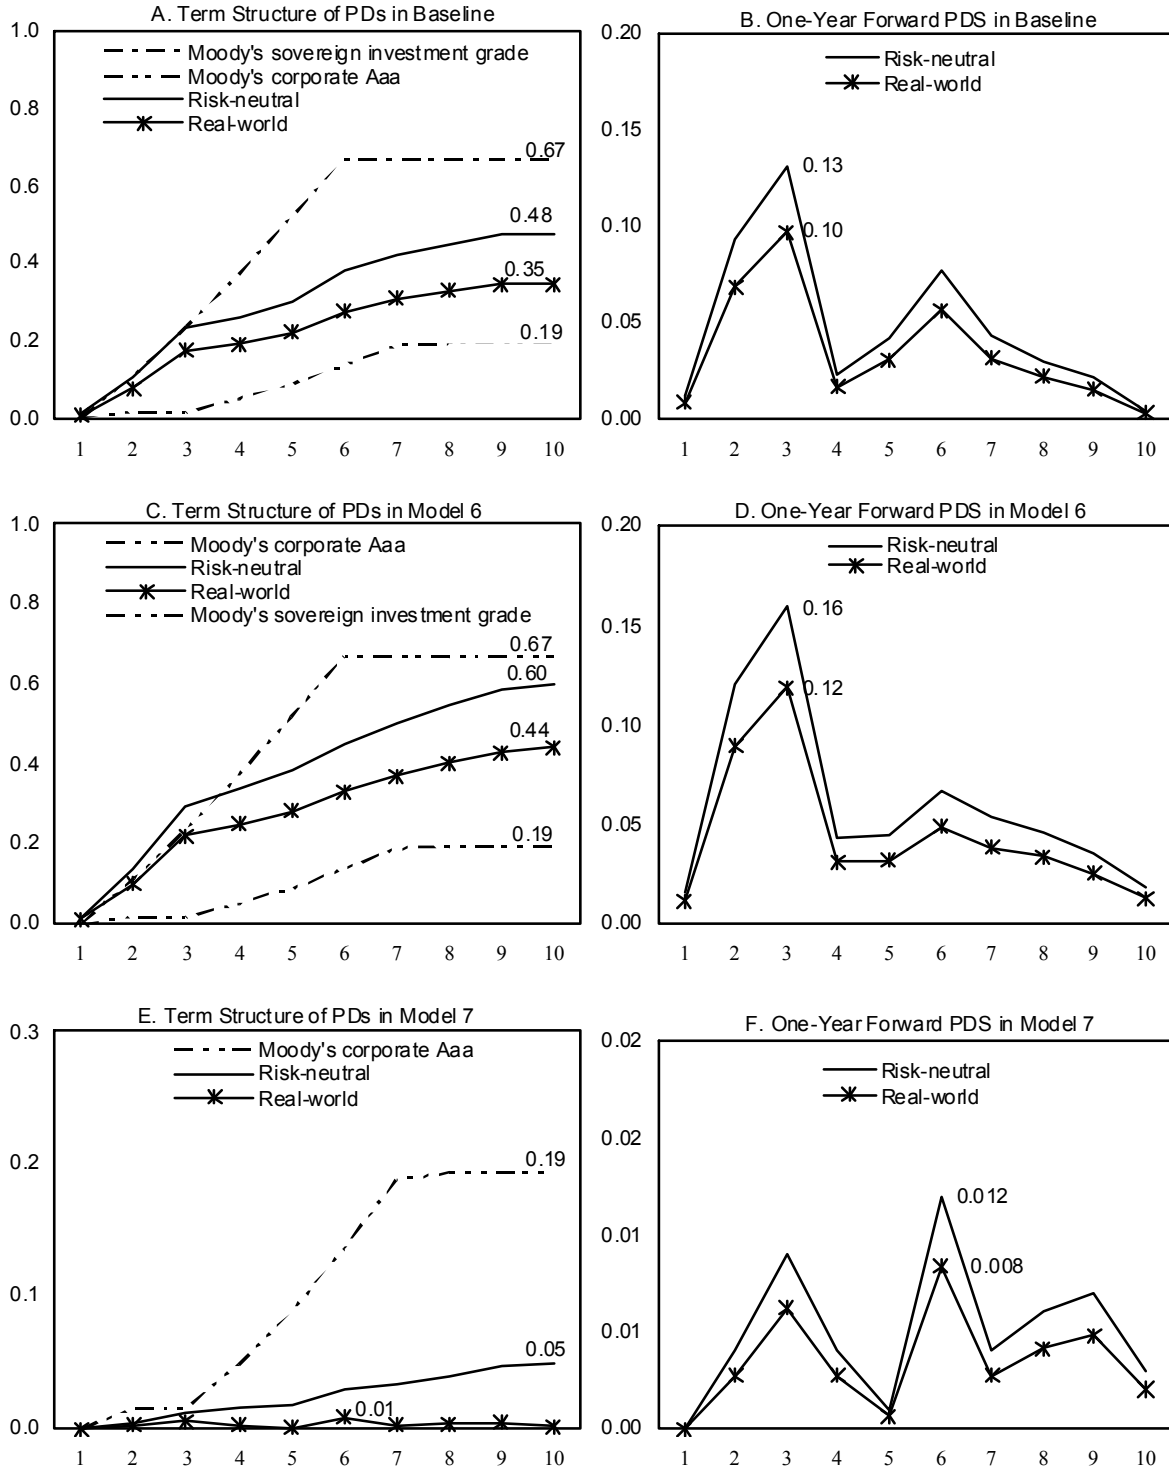 A. Term Structure of PDs in Baseline
1.0
Moody's sovereign investment grade
Moody's corporate Aaa
Risk-neutral
Real-world
0.8
0.67
0.6
0.48
0.4
0.35
0.19
0.2
0.0
1 2 3 4 5 6 7 8 9 10
B. One-Year Forward PDS in Baseline
0.20
Risk-neutral
Real-world
0.15
0.13
0.10
0.10
0.05
0.00
1 2 3 4 5 6 7 8 9 10
C. Term Structure of PDs in Model 6
1.0
Moody's corporate Aaa
Risk-neutral
Real-world
Moody's sovereign investment grade
0.8
0.67
0.60
0.6
0.44
0.4
0.19
0.2
0.0
1 2 3 4 5 6 7 8 9 10
D. One-Year Forward PDS in Model 6
0.20
Risk-neutral
Real-world
0.16
0.15
0.12
0.10
0.05
0.00
1 2 3 4 5 6 7 8 9 10
E. Term Structure of PDs in Model 7
0.3
Moody's corporate Aaa
Risk-neutral
Real-world
0.2
0.19
0.1
0.05
0.01
0.0
1 2 3 4 5 6 7 8 9 10
F. One-Year Forward PDS in Model 7
0.02
Risk-neutral
Real-world
0.02
0.012
0.01
0.008
0.01
0.00
1 2 3 4 5 6 7 8 9 10